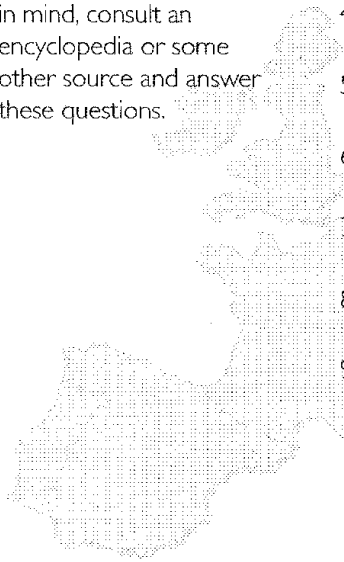 in mind, consult an
encyclopedia or some
other source and answer
these questions.